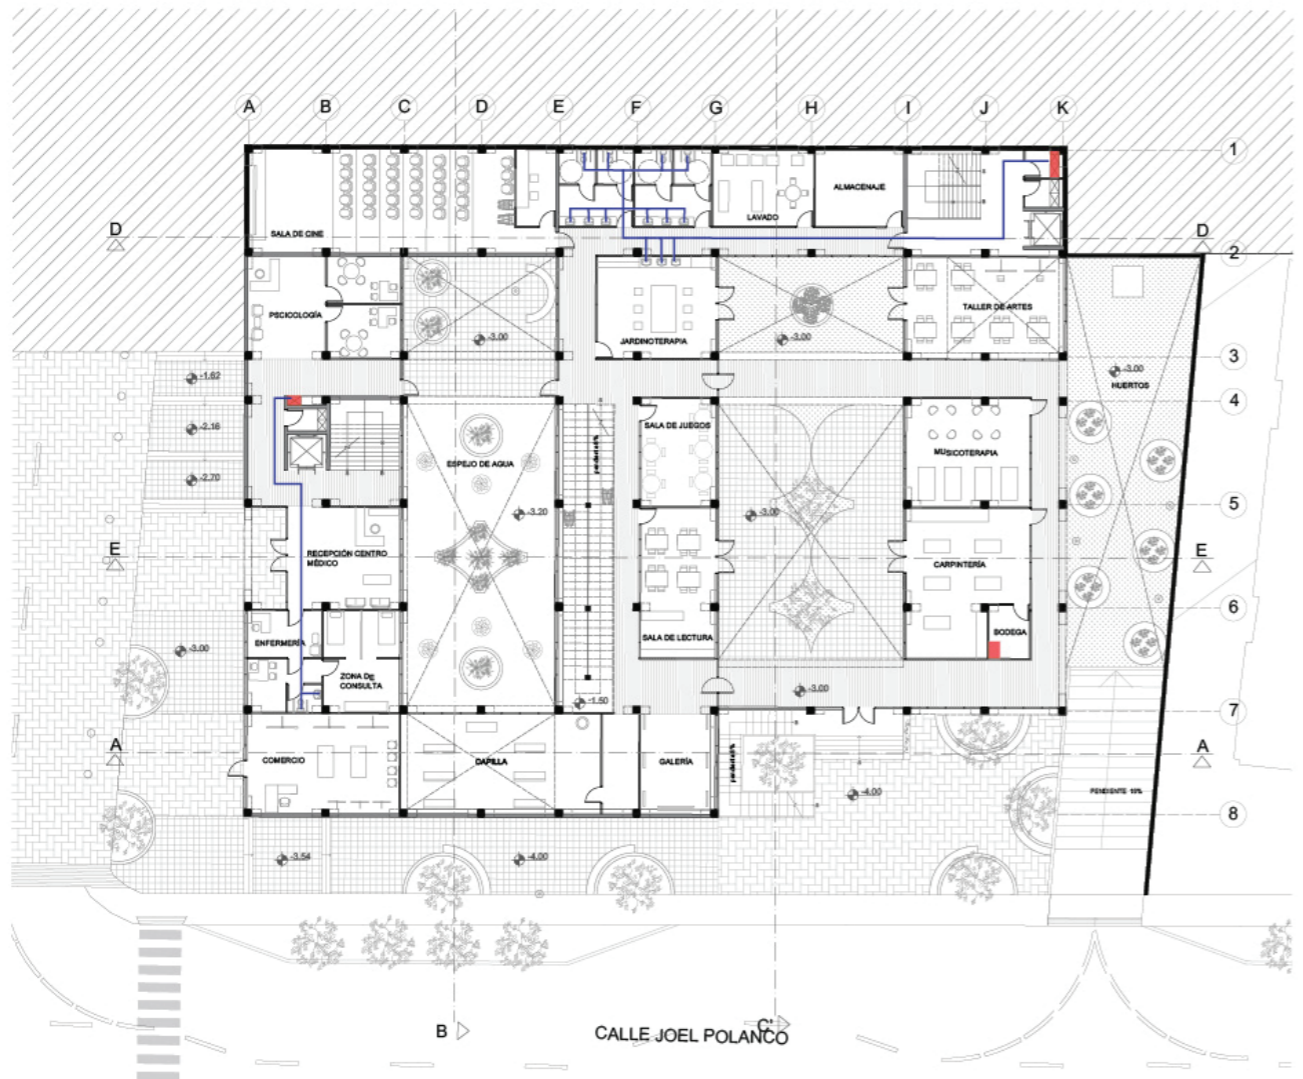 A B C D E F G H I J K
1
SALA DE CINE
LAVADO
ALMACENAJE
D
D
2
PSCICOLOGÍA
JARDINOTERAPIA
TALLER DE ARTES
-3.00
-3.00
-3.00
HUERTOS
3
-1.62
4
-2.16
SALA DE JUEGOS
ESPEJO DE AGUA
MUSICOTERAPIA
-2.70
5
-3.20
-3.00
E
E
RECEPCIÓN CENTRO
MÉDICO
CARPINTERÍA
6
ENFERMERÍA
SALA DE LECTURA
BODEGA
-3.00
ZONA DE
CONSULTA
-3.00
-1.50
7
A
A
COMERCIO
CAPILLA
GALERÍA
-4.00
PENDIENTE 15%
8
-3.54
-4.00
B
C'
CALLE JOEL POLANCO